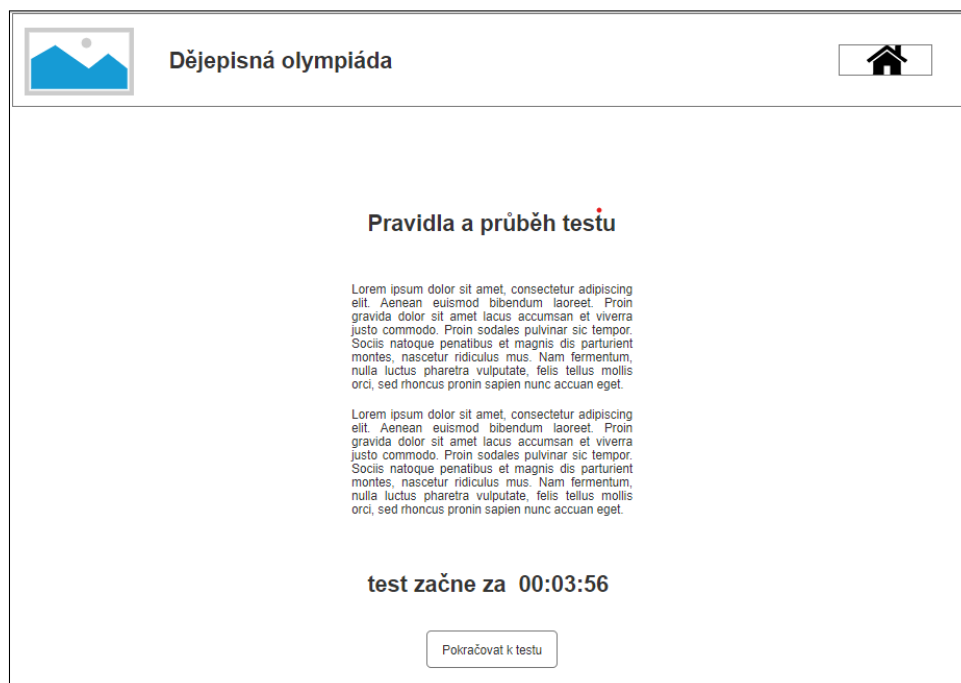 Dějepisná olympiáda
Pravidla a průběh testu
Lorem ipsum dolor sit amet, consectetur adipiscing
elit. Aenean euismod bibendum laoreet. Proin
gravida dolor sit amet lacus accumsan et viverra
justo commodo. Proin sodales pulvinar sic tempor.
Sociis natoque penatibus et magnis dis parturient
montes, nascetur ridiculus mus. Nam fermentum,
nulla luctus pharetra vulputate, felis tellus mollis
orci, sed rhoncus pronin sapien nunc accuan eget.
Lorem ipsum dolor sit amet, consectetur adipiscing
elit. Aenean euismod bibendum laoreet. Proin
gravida dolor sit amet lacus accumsan et viverra
justo commodo. Proin sodales pulvinar sic tempor.
Sociis natoque penatibus et magnis dis parturient
montes, nascetur ridiculus mus. Nam fermentum,
nulla luctus pharetra vulputate, felis tellus mollis
orci, sed rhoncus pronin sapien nunc accuan eget.
test začne za 00:03:56
Pokračovat k testu